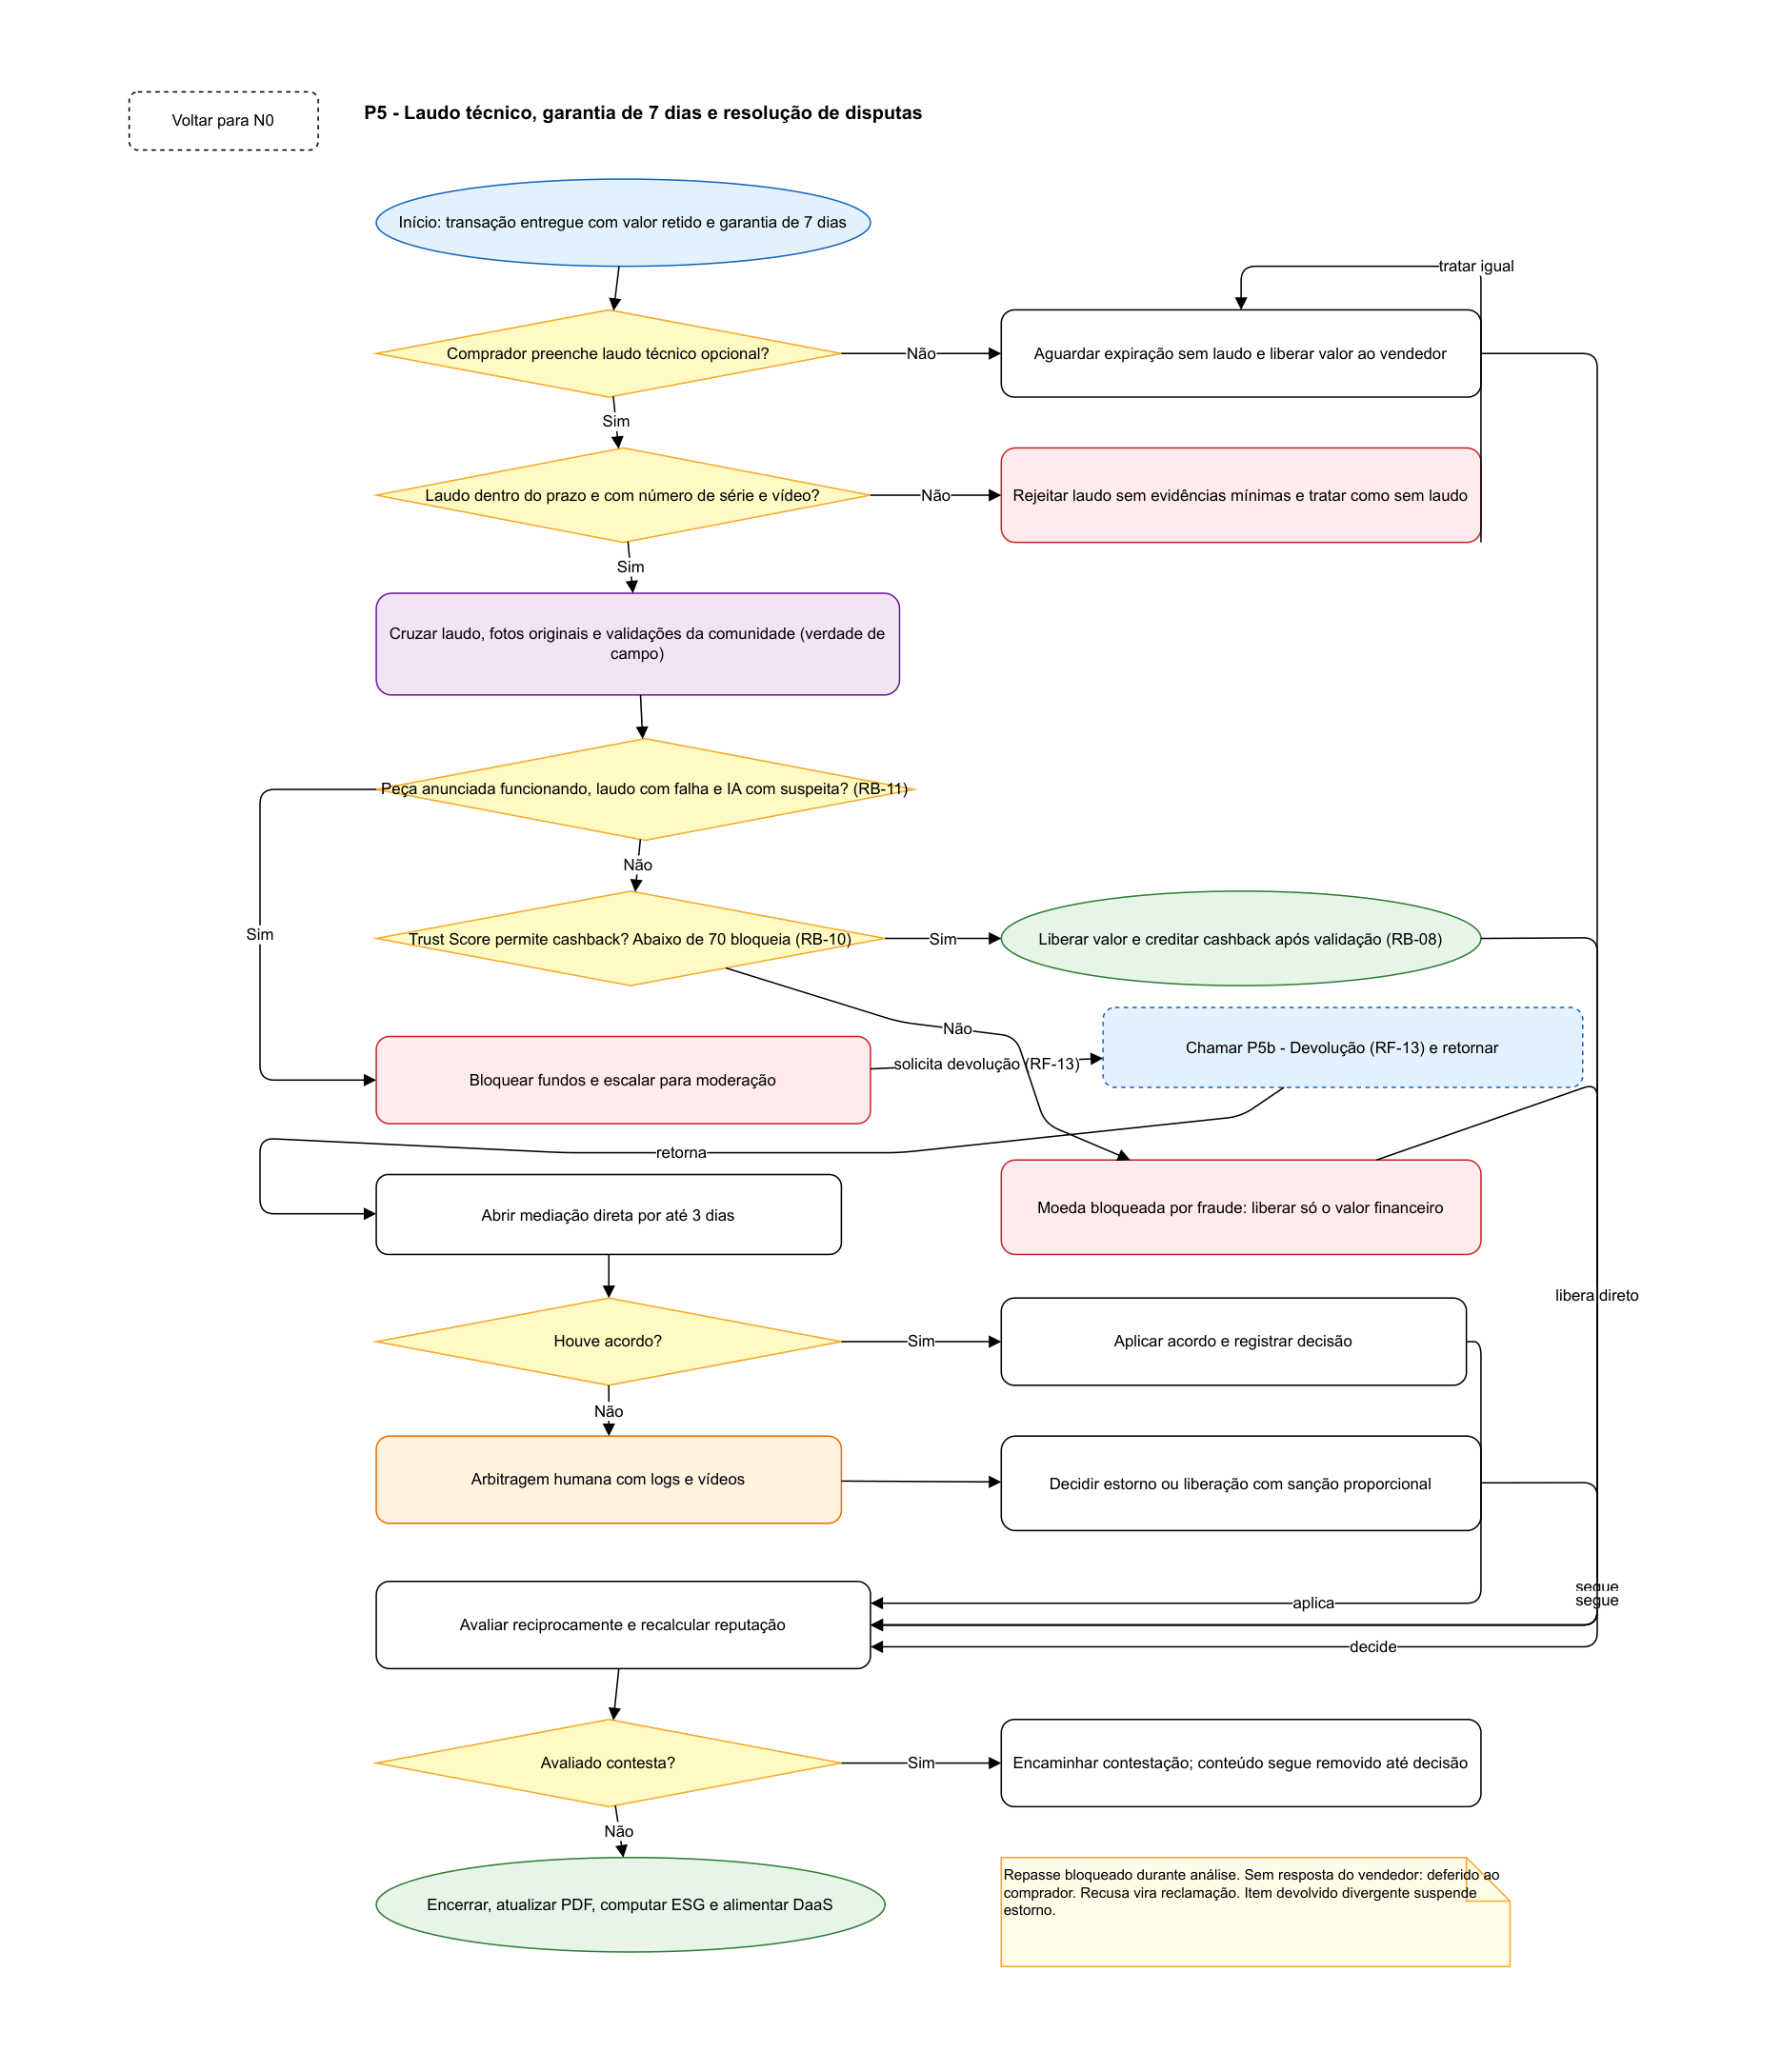 Voltar para N0
P5 - Laudo técnico, garantia de 7 dias e resolução de disputas
Início: transação entregue com valor retido e garantia de 7 dias
tratar igual
Comprador preenche laudo técnico opcional?
Não
Aguardar expiração sem laudo e liberar valor ao vendedor
Sim
Laudo dentro do prazo e com número de série e vídeo?
Não
Rejeitar laudo sem evidências mínimas e tratar como sem laudo
Sim
Cruzar laudo, fotos originais e validações da comunidade (verdade de
campo)
Peça anunciada funcionando, laudo com falha e IA com suspeita? (RB-11)
Não
Sim
Trust Score permite cashback? Abaixo de 70 bloqueia (RB-10)
Sim
Liberar valor e creditar cashback após validação (RB-08)
Não
Chamar P5b - Devolução (RF-13) e retornar
solicita devolução (RF-13)
Bloquear fundos e escalar para moderação
retorna
Abrir mediação direta por até 3 dias
Moeda bloqueada por fraude: liberar só o valor financeiro
libera direto
Houve acordo?
Sim
Aplicar acordo e registrar decisão
Não
Arbitragem humana com logs e vídeos
Decidir estorno ou liberação com sanção proporcional
segue
segue
aplica
Avaliar reciprocamente e recalcular reputação
decide
Avaliado contesta?
Sim
Encaminhar contestação; conteúdo segue removido até decisão
Não
Encerrar, atualizar PDF, computar ESG e alimentar DaaS
Repasse bloqueado durante análise. Sem resposta do vendedor: deferido ao
comprador. Recusa vira reclamação. Item devolvido divergente suspende
estorno.